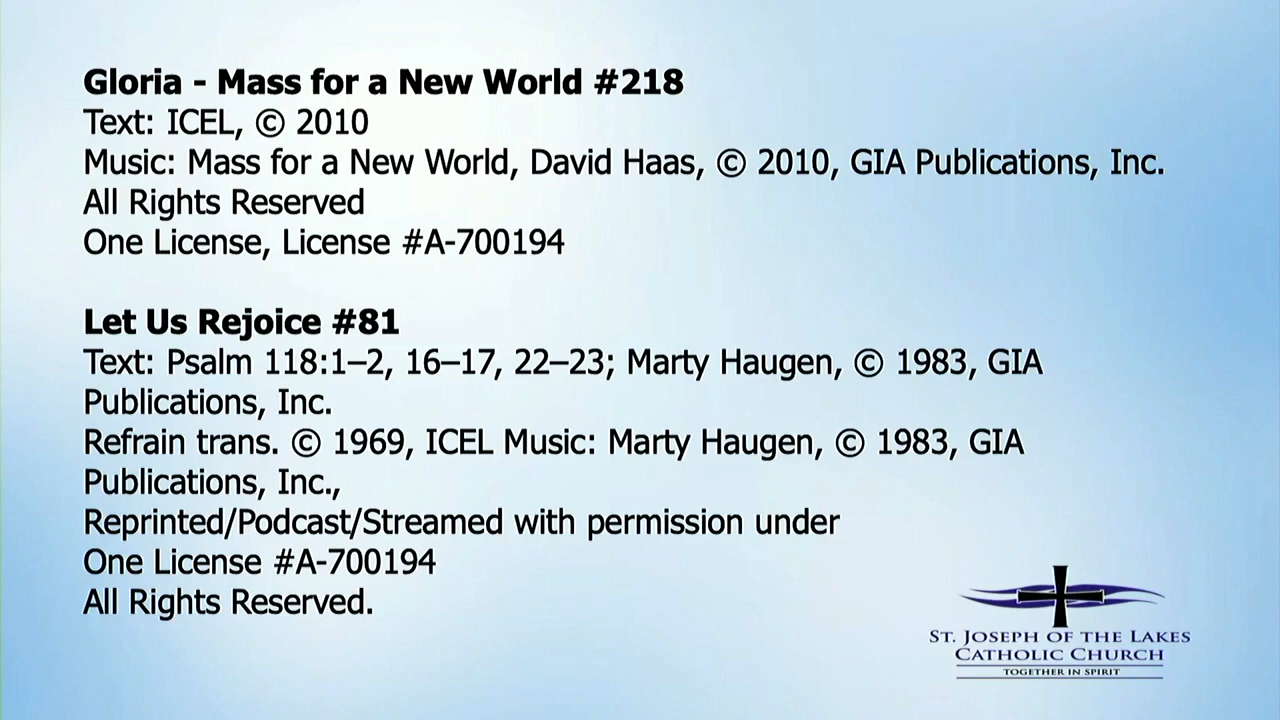 Gloria - Mass for a New World #218
Text: ICEL, © 2010
Music: Mass for a New World, David Haas, © 2010, GIA Publications, Inc.
All Rights Reserved
One License, License #A-700194
Let Us Rejoice #81
Text: Psalm 118:1–2, 16–17, 22–23; Marty Haugen, © 1983, GIA
Publications, Inc.
Refrain trans. © 1969, ICEL Music: Marty Haugen, © 1983, GIA
Publications, Inc.,
Reprinted/Podcast/Streamed with permission under
One License #A-700194
All Rights Reserved.
St. Joseph of the Lakes
Catholic Church
Together in Spirit